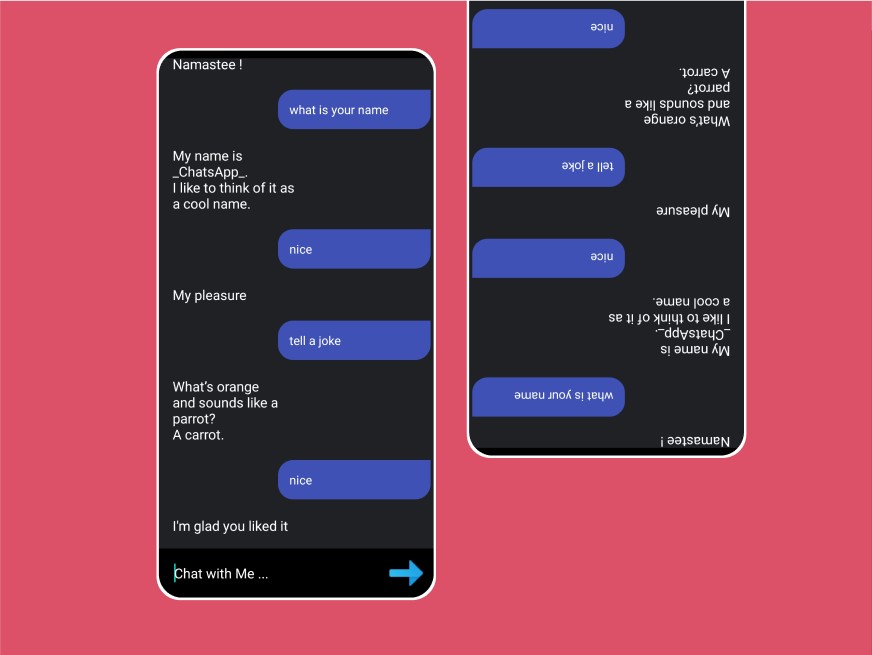 Namastee !
what is your name
My name is
_ChatsApp_.
I like to think of it as
a cool name.
nice
My pleasure
tell a joke
What's orange
and sounds like a
parrot?
A carrot.
nice
I'm glad you liked it
Chat with Me ...
Namastee !
what is your name
My name is
_ChatsApp_.
I like to think of it as
a cool name.
nice
My pleasure
tell a joke
What's orange
and sounds like a
parrot?
A carrot.
nice